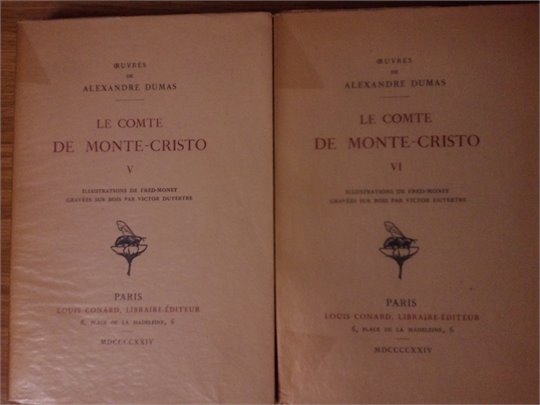 ŒUVRES
DE
ALEXANDRE DUMAS
LE COMTE
DE MONTE-CRISTO
V
ILLUSTRATIONS DE FRED-MONEY
GRAVÉES SUR BOIS PAR VICTOR DUTERTRE
PARIS
LOUIS CONARD, LIBRAIRE-ÉDITEUR
6, PLACE DE LA MADELEINE, 6
MDCCCCXXIV
ŒUVRES
DE
ALEXANDRE DUMAS
LE COMTE
DE MONTE-CRISTO
VI
ILLUSTRATIONS DE FRED-MONEY
GRAVÉES SUR BOIS PAR VICTOR DUTERTRE
PARIS
LOUIS CONARD, LIBRAIRE-ÉDITEUR
6, PLACE DE LA MADELEINE, 6
MDCCCCXXIV